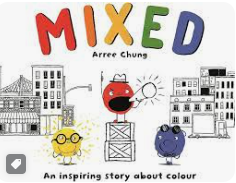 MIXED
Arree Chung
An inspiring story about colour